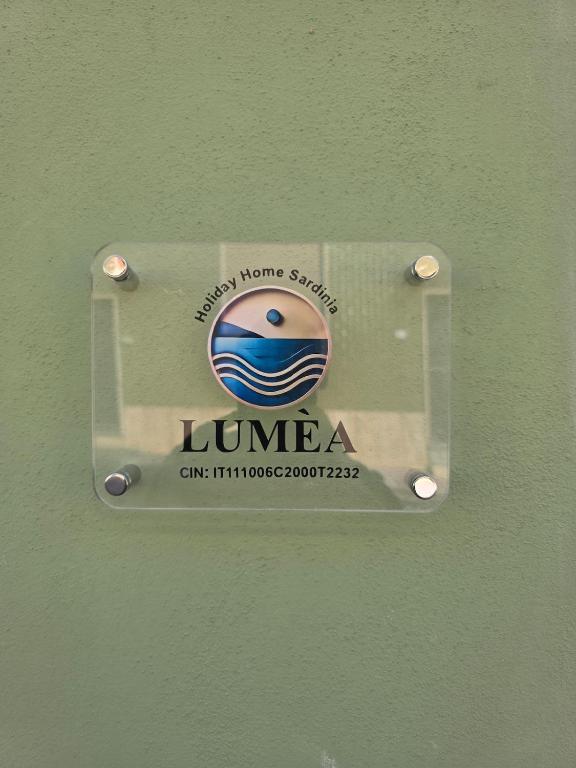 Holiday Home Sardinia
LUMÈA
CIN: IT111006C2000T2232